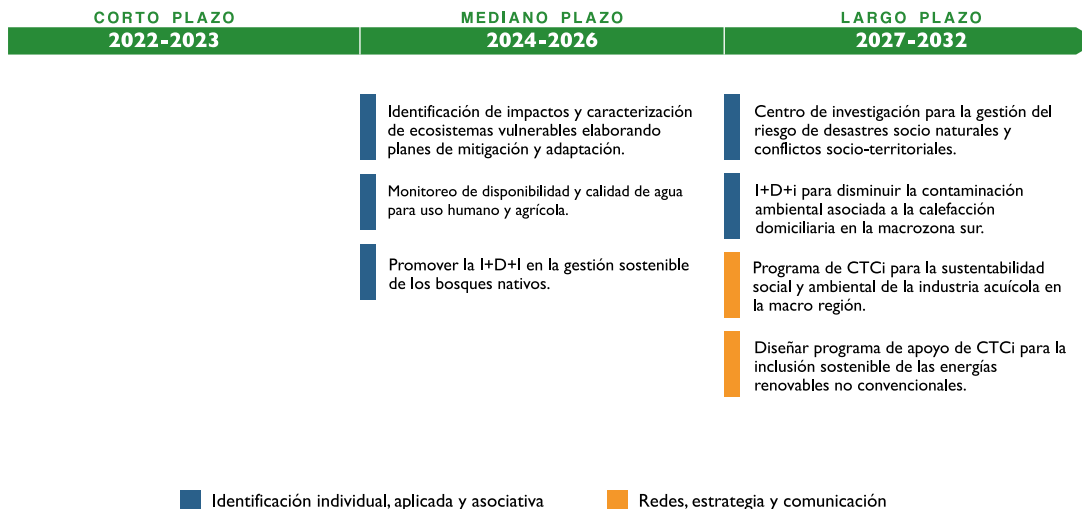 CORTO PLAZO
2022-2023
MEDIANO PLAZO
2024-2026
LARGO PLAZO
2027-2032
Identificación de impactos y caracterización
de ecosistemas vulnerables elaborando
planes de mitigación y adaptación.
Monitoreo de disponibilidad y calidad de agua
para uso humano y agrícola.
Promover la I+D+I en la gestión sostenible
de los bosques nativos.
Centro de investigación para la gestión del
riesgo de desastres socio naturales y
conflictos socio-territoriales.
I+D+i para disminuir la contaminación
ambiental asociada a la calefacción
domiciliaria en la macrozona sur.
Programa de CTCi para la sustentabilidad
social y ambiental de la industria acuícola en
la macro región.
Diseñar programa de apoyo de CTCi para la
inclusión sostenible de las energías
renovables no convencionales.
Identificación individual, aplicada y asociativa
Redes, estrategia y comunicación